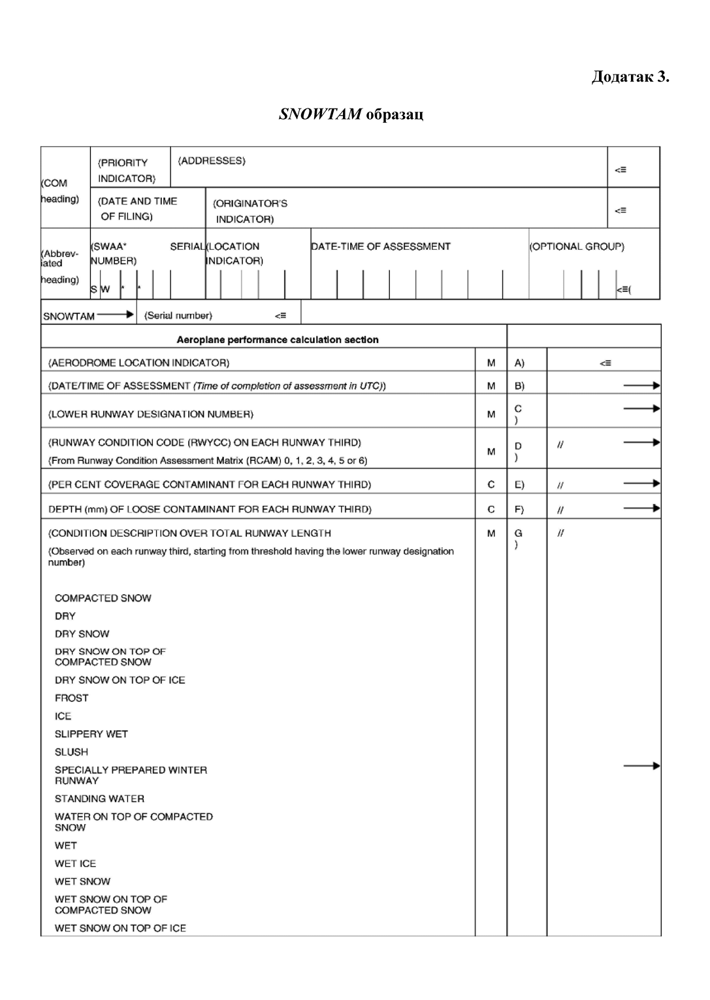 Додатак 3.
SNOWTAM образац
(COM
heading)
(PRIORITY
INDICATOR)
(ADDRESSES)
<≡
(DATE AND TIME
OF FILING)
(ORIGINATOR'S
INDICATOR)
<≡
(Abbrev-
iated
heading)
(SWAA* SERIAL
NUMBER)
(LOCATION
INDICATOR)
DATE-TIME OF ASSESSMENT
(OPTIONAL GROUP)
S W * *
<≡(
SNOWTAM → (Serial number) <≡
Aeroplane performance calculation section
(AERODROME LOCATION INDICATOR) M A) <≡
(DATE/TIME OF ASSESSMENT (Time of completion of assessment in UTC)) M B) →
(LOWER RUNWAY DESIGNATION NUMBER) M C
) →
(RUNWAY CONDITION CODE (RWYCC) ON EACH RUNWAY THIRD)
(From Runway Condition Assessment Matrix (RCAM) 0, 1, 2, 3, 4, 5 or 6)
M D
) // →
(PER CENT COVERAGE CONTAMINANT FOR EACH RUNWAY THIRD) C E) // →
DEPTH (mm) OF LOOSE CONTAMINANT FOR EACH RUNWAY THIRD) C F) // →
(CONDITION DESCRIPTION OVER TOTAL RUNWAY LENGTH M G
) //
(Observed on each runway third, starting from threshold having the lower runway designation
number)
COMPACTED SNOW
DRY
DRY SNOW
DRY SNOW ON TOP OF
COMPACTED SNOW
DRY SNOW ON TOP OF ICE
FROST
ICE
SLIPPERY WET
SLUSH
SPECIALLY PREPARED WINTER →
RUNWAY
STANDING WATER
WATER ON TOP OF COMPACTED
SNOW
WET
WET ICE
WET SNOW
WET SNOW ON TOP OF
COMPACTED SNOW
WET SNOW ON TOP OF ICE